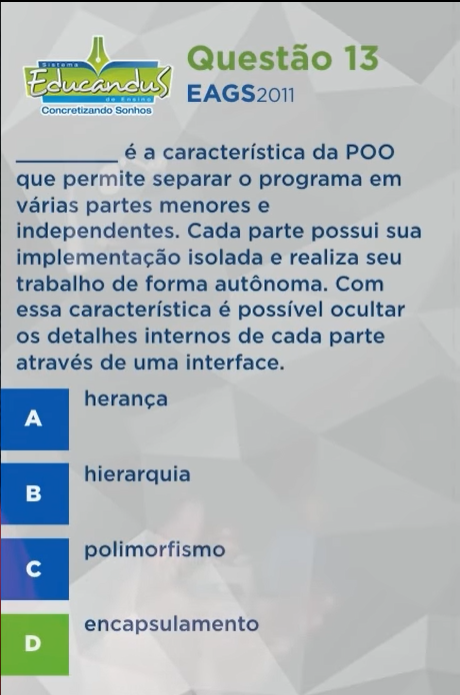 Sistema
Educandus
de Ensino
Concretizando Sonhos
Questão 13
EAGS2011
__________ é a característica da POO
que permite separar o programa em
várias partes menores e
independentes. Cada parte possui sua
implementação isolada e realiza seu
trabalho de forma autônoma. Com
essa característica é possível ocultar
os detalhes internos de cada parte
através de uma interface.
A herança
B hierarquia
C polimorfismo
D encapsulamento